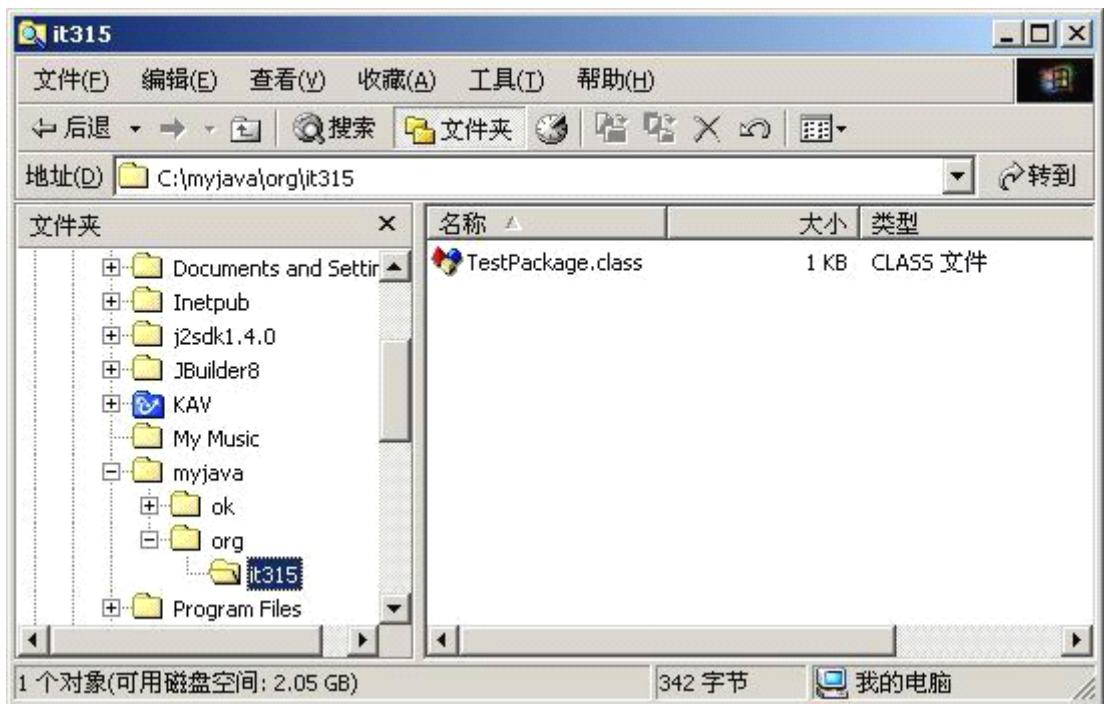 it315
文件(F) 编辑(E) 查看(V) 收藏(A) 工具(T) 帮助(H)
后退 搜索 文件夹
地址(D) C:\myjava\org\it315 转到
文件夹
名称 大小 类型
TestPackage.class 1 KB CLASS 文件
Documents and Settin
Inetpub
j2sdk1.4.0
JBuilder8
KAV
My Music
myjava
ok
org
it315
Program Files
1 个对象(可用磁盘空间: 2.05 GB) 342 字节 我的电脑